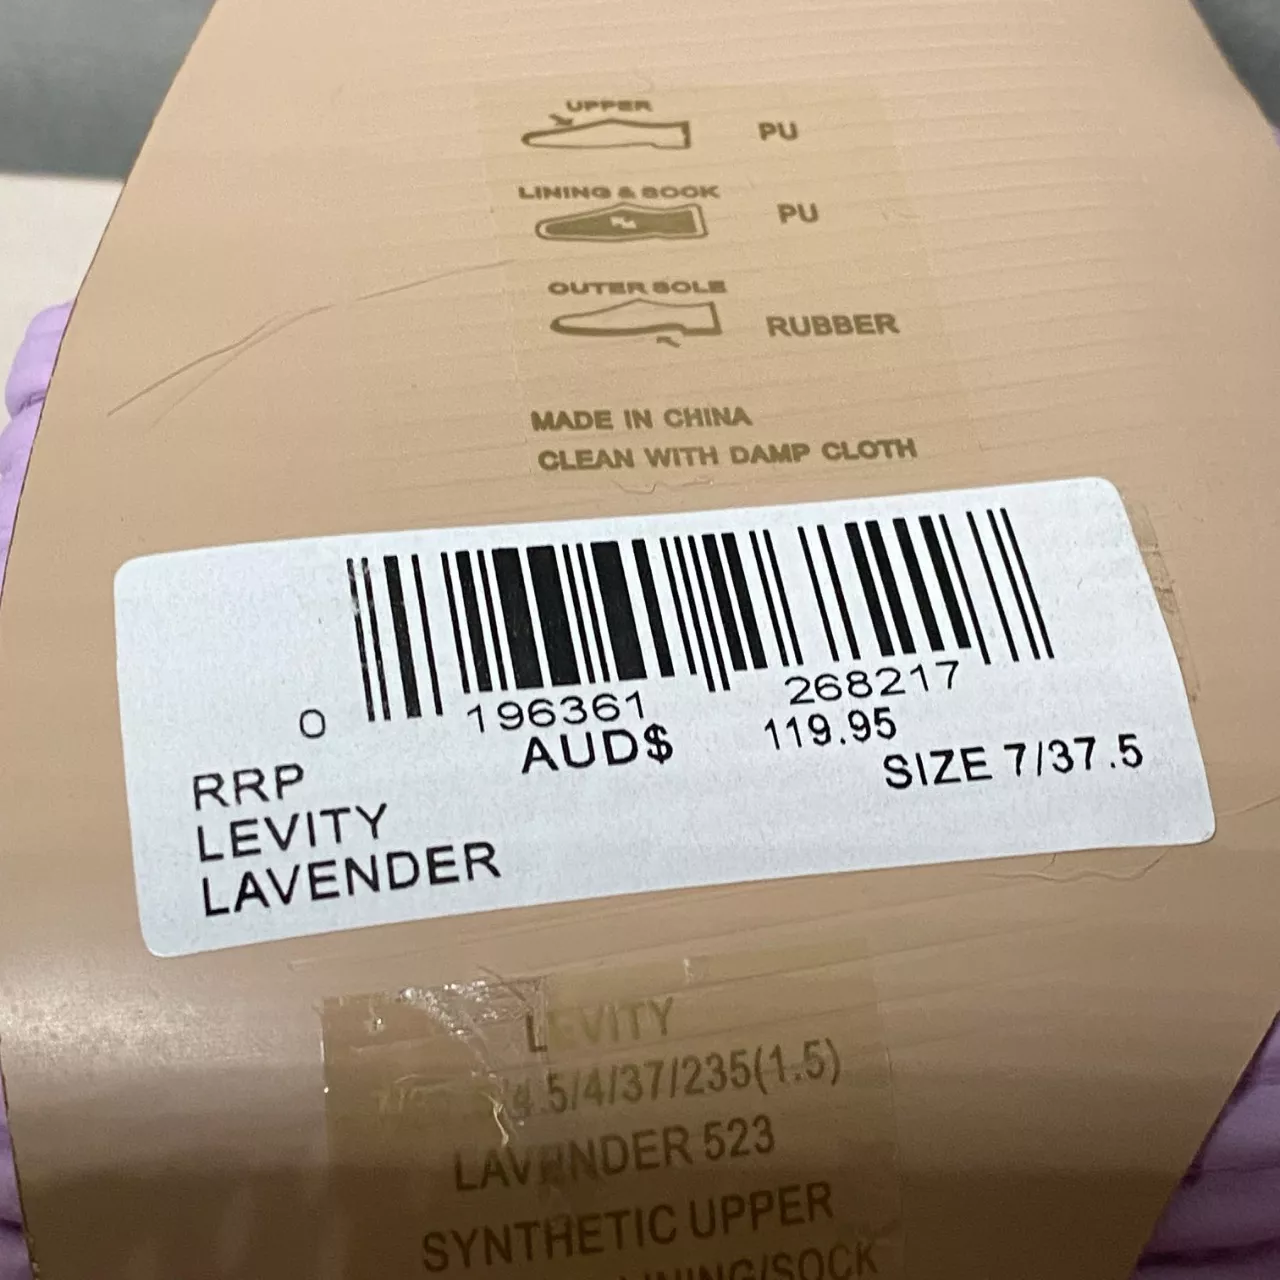 UPPER
PU
LINING & SOOK
PU
OUTER SOLE
RUBBER
MADE IN CHINA
CLEAN WITH DAMP CLOTH
0 196361 268217
RRP AUD$ 119.95
LEVITY SIZE 7/37.5
LAVENDER
LEVITY
.5/4/37/235(1.5)
LAVENDER 523
SYNTHETIC UPPER
LINING/SOCK